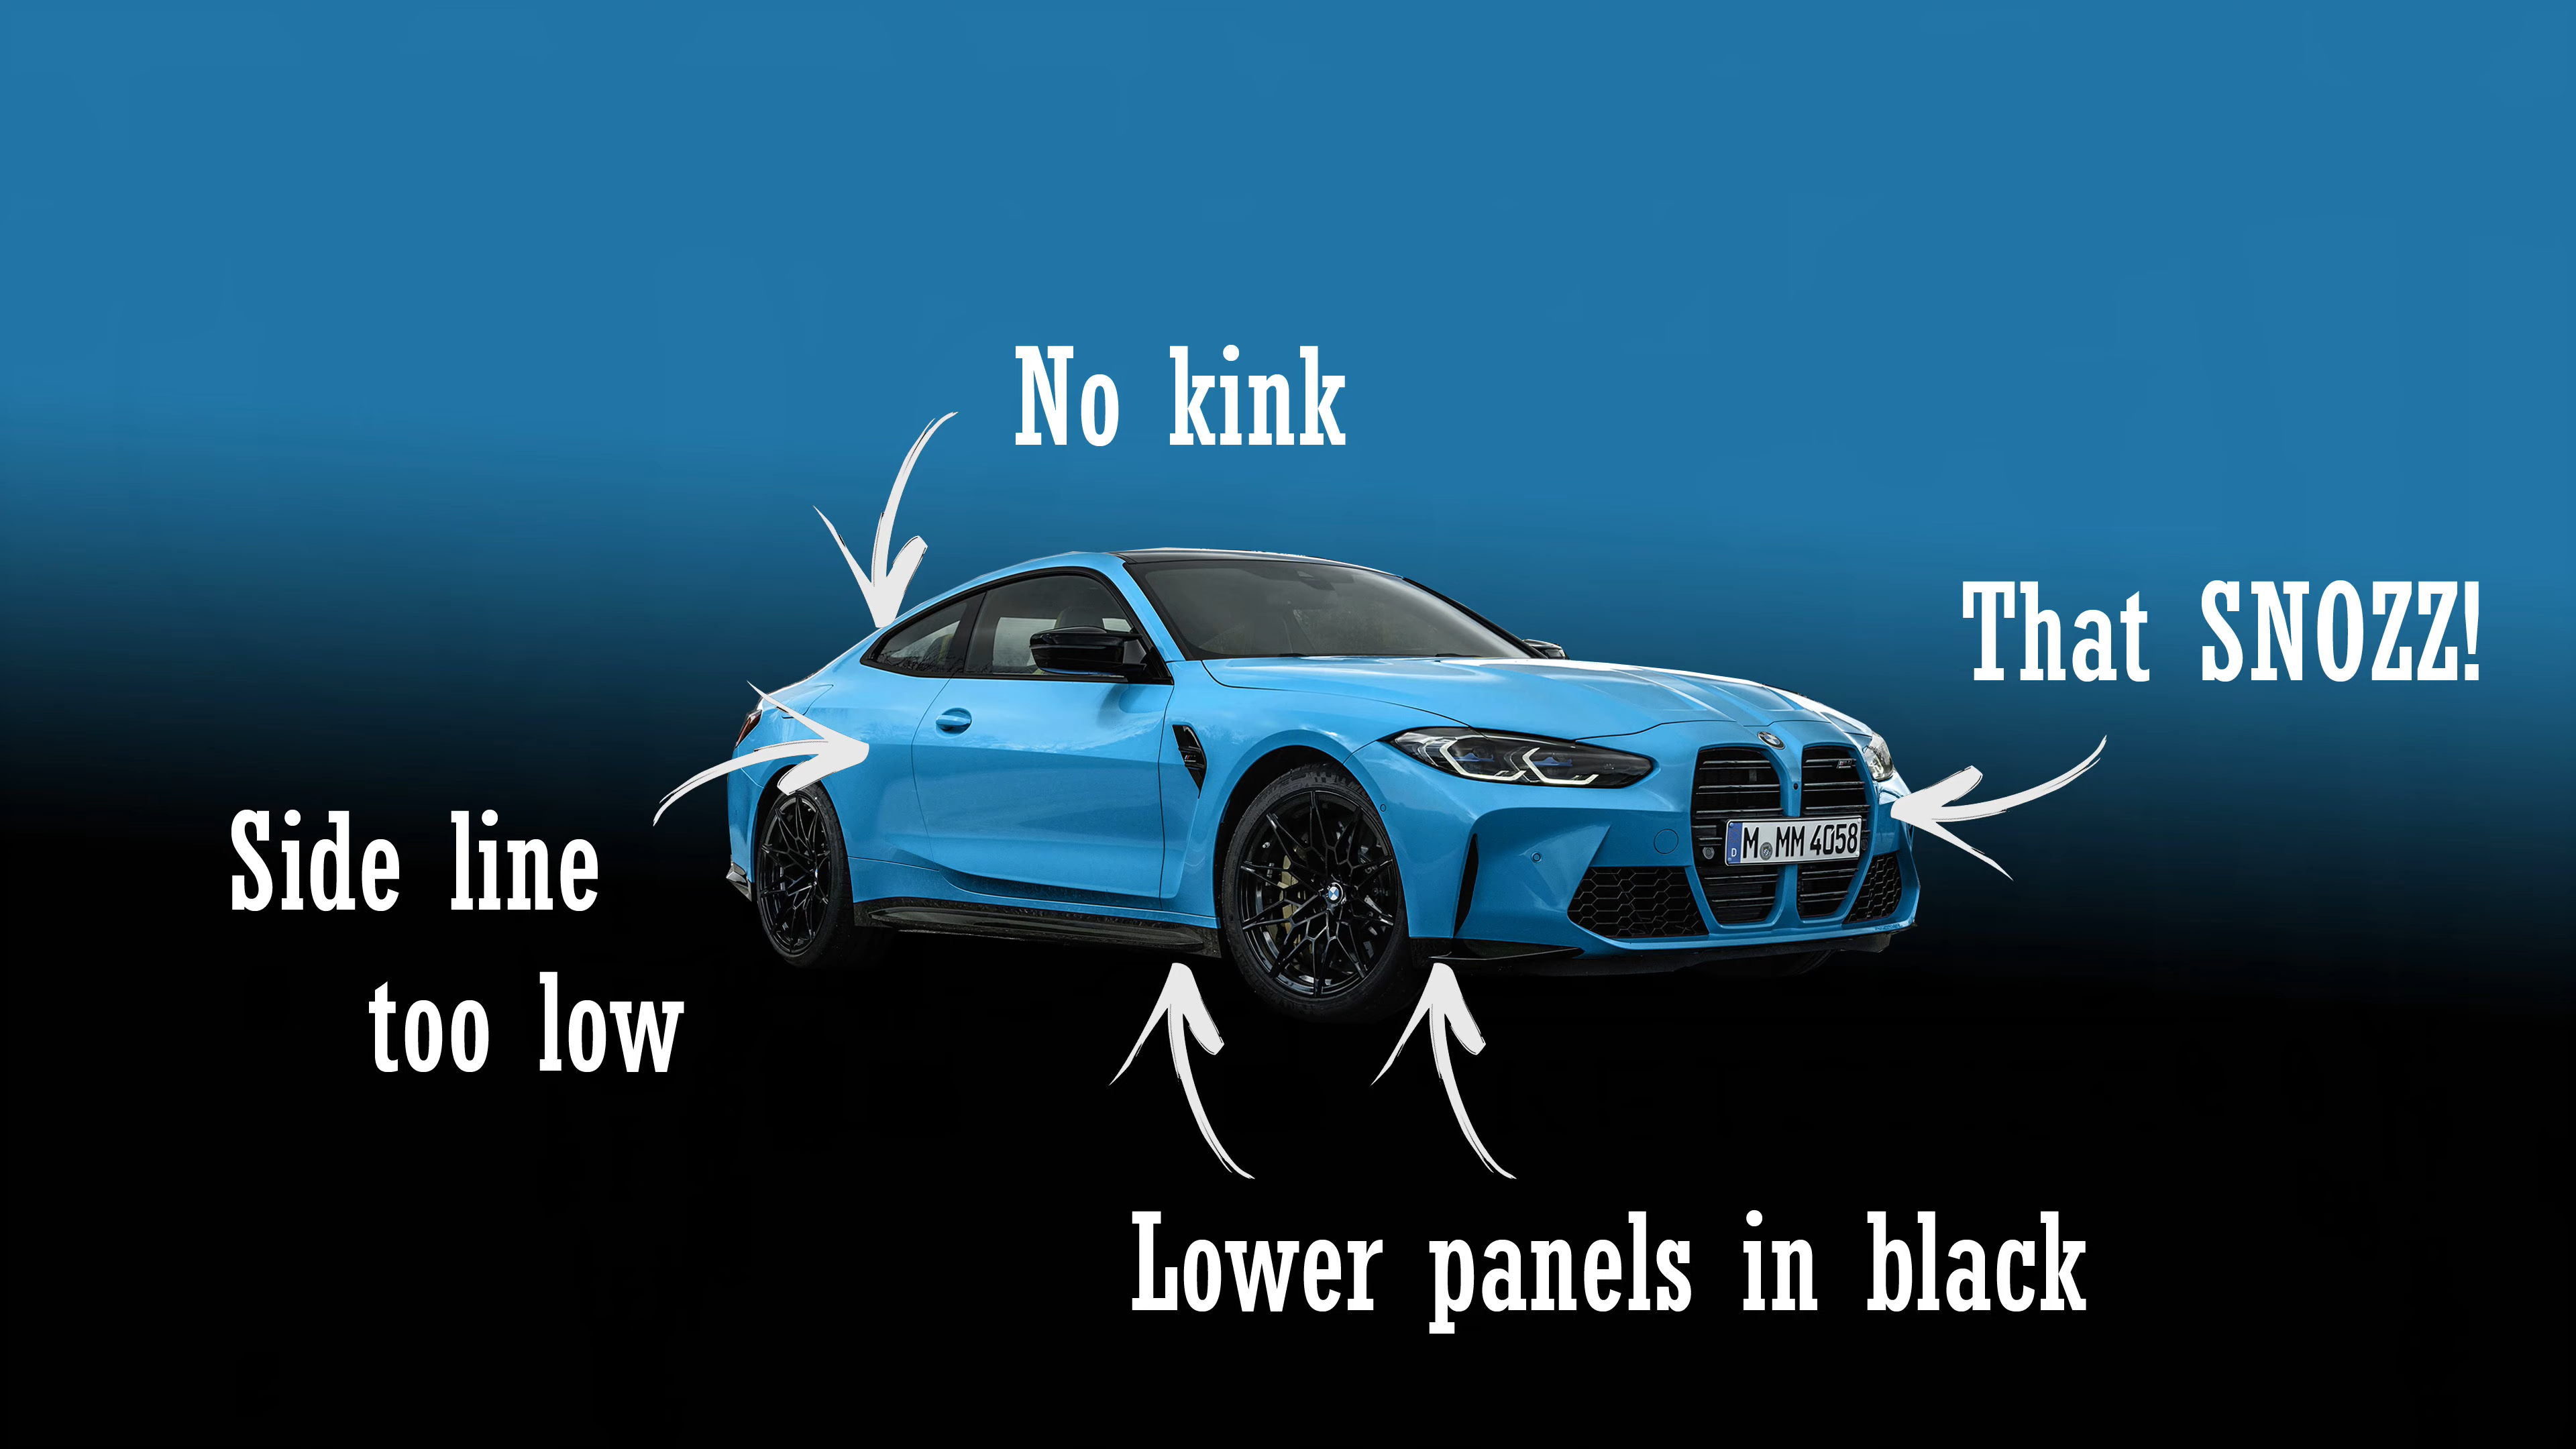 No kink
That SNOZZ!
Side line
too low
M MM 4058
D
Lower panels in black